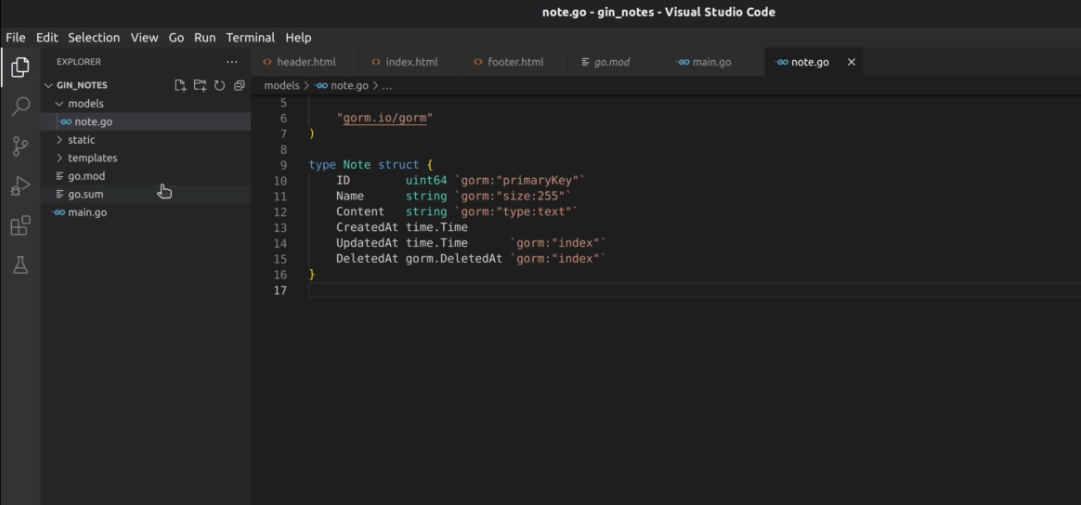 note.go - gin_notes - Visual Studio Code
File Edit Selection View Go Run Terminal Help
EXPLORER
header.html index.html footer.html go.mod main.go note.go
GIN_NOTES
models > note.go > ...
models
note.go
static
templates
go.mod
go.sum
main.go
5
6 "gorm.io/gorm"
7 )
8
9 type Note struct {
10 ID uint64 `gorm:"primaryKey"`
11 Name string `gorm:"size:255"`
12 Content string `gorm:"type:text"`
13 CreatedAt time.Time
14 UpdatedAt time.Time `gorm:"index"`
15 DeletedAt gorm.DeletedAt `gorm:"index"`
16 }
17